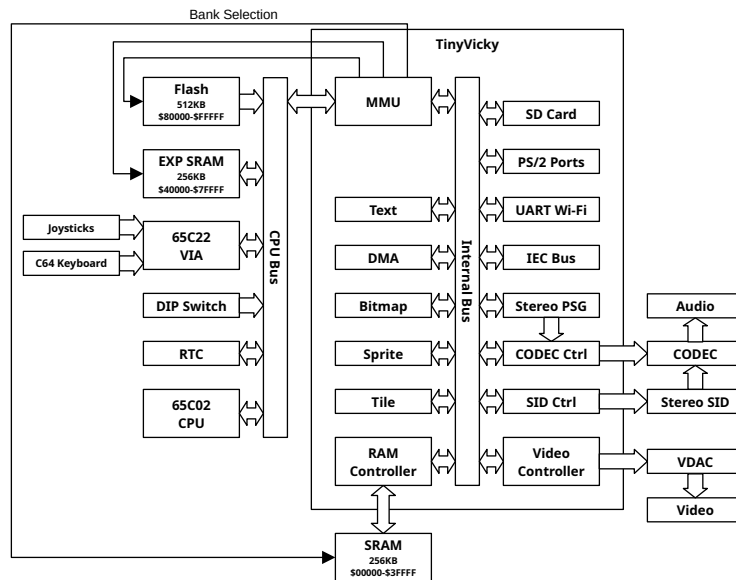 Bank Selection
TinyVicky
Flash
512KB
$80000-$FFFFF
MMU
SD Card
EXP SRAM
256KB
$40000-$7FFFF
PS/2 Ports
Joysticks
C64 Keyboard
65C22
VIA
CPU Bus
Text
Internal Bus
UART Wi-Fi
DMA
IEC Bus
DIP Switch
Bitmap
Stereo PSG
Audio
RTC
Sprite
CODEC Ctrl
CODEC
65C02
CPU
Tile
SID Ctrl
Stereo SID
RAM
Controller
Video
Controller
VDAC
Video
SRAM
256KB
$00000-$3FFFF